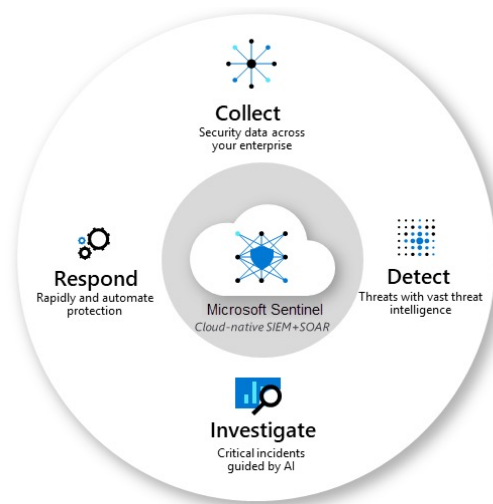 Collect
Security data across
your enterprise
Respond
Rapidly and automate
protection
Microsoft Sentinel
Cloud-native SIEM+SOAR
Detect
Threats with vast threat
intelligence
Investigate
Critical incidents
guided by AI